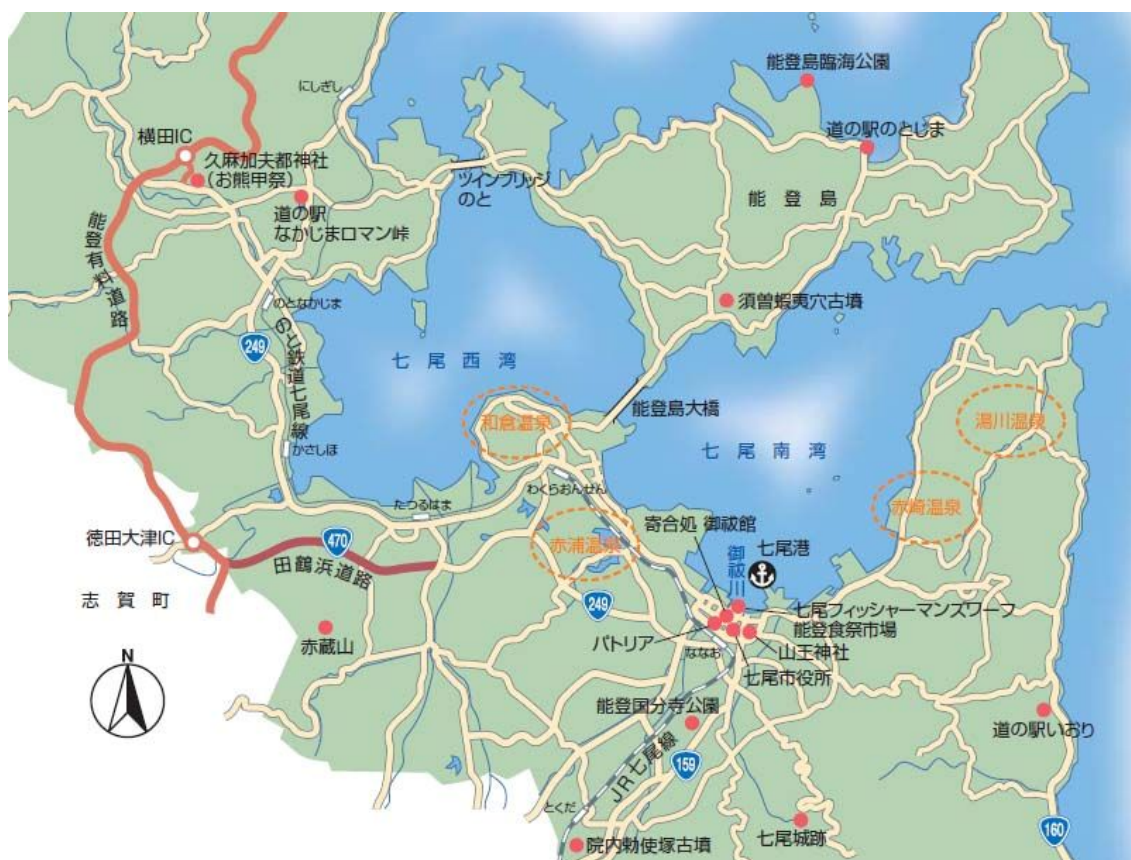 能登島臨海公園
にしぎし
横田IC
道の駅のとじま
久麻加夫都神社
(お熊甲祭)
ツインブリッジ
のと
能登島
道の駅
なかじまロマン峠
能登有料道路
のとなかじま
須曽蝦夷穴古墳
249
のと鉄道七尾線
七尾西湾
能登島大橋
和倉温泉
湯川温泉
かさしほ
七尾南湾
わくらおんせん
たつるはま
赤崎温泉
寄合処 御祓館
徳田大津IC
470
赤浦温泉
御祓川
七尾港
田鶴浜道路
志賀町
249
七尾フィッシャーマンズワーフ
能登食祭市場
赤蔵山
パトリア
ななお
山王神社
七尾市役所
N
能登国分寺公園
道の駅いおり
JR七尾線
159
とくだ
七尾城跡
160
院内勅使塚古墳